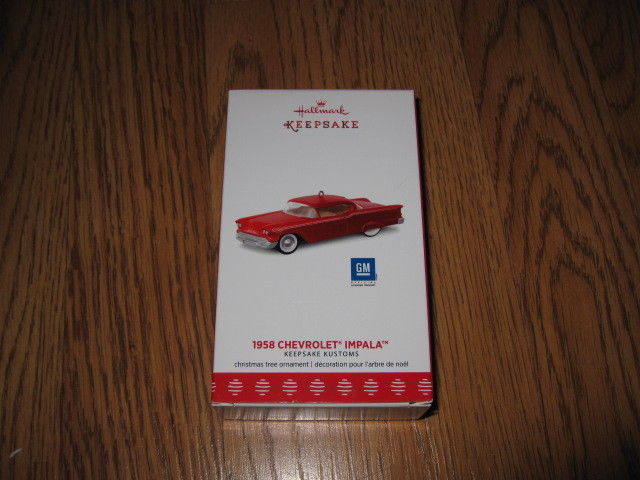 Hallmark
KEEPSAKE
GM
1958 CHEVROLET® IMPALA™
KEEPSAKE KUSTOMS
christmas tree ornament | décoration pour l'arbre de noël